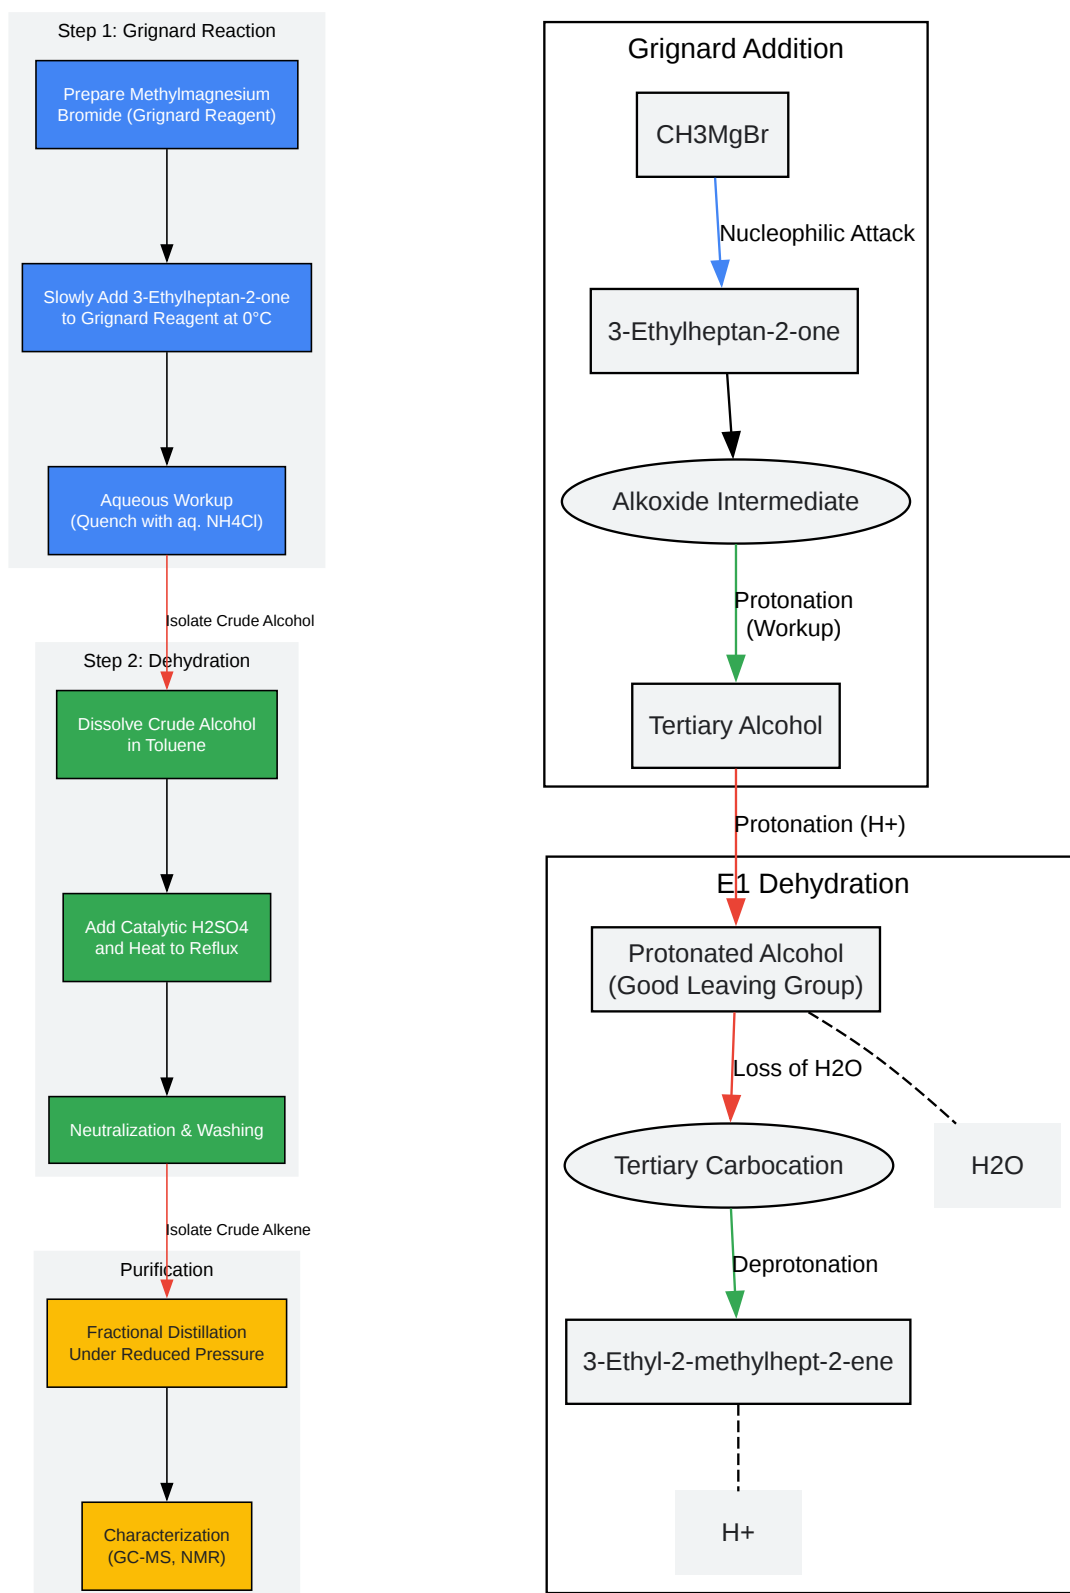 Step 1: Grignard Reaction
Prepare Methylmagnesium
Bromide (Grignard Reagent)
Slowly Add 3-Ethylheptan-2-one
to Grignard Reagent at 0°C
Aqueous Workup
(Quench with aq. NH4Cl)
Isolate Crude Alcohol
Step 2: Dehydration
Dissolve Crude Alcohol
in Toluene
Add Catalytic H2SO4
and Heat to Reflux
Neutralization & Washing
Isolate Crude Alkene
Purification
Fractional Distillation
Under Reduced Pressure
Characterization
(GC-MS, NMR)
Grignard Addition
CH3MgBr
Nucleophilic Attack
3-Ethylheptan-2-one
Alkoxide Intermediate
Protonation
(Workup)
Tertiary Alcohol
Protonation (H+)
E1 Dehydration
Protonated Alcohol
(Good Leaving Group)
Loss of H2O
Tertiary Carbocation
H2O
Deprotonation
3-Ethyl-2-methylhept-2-ene
H+